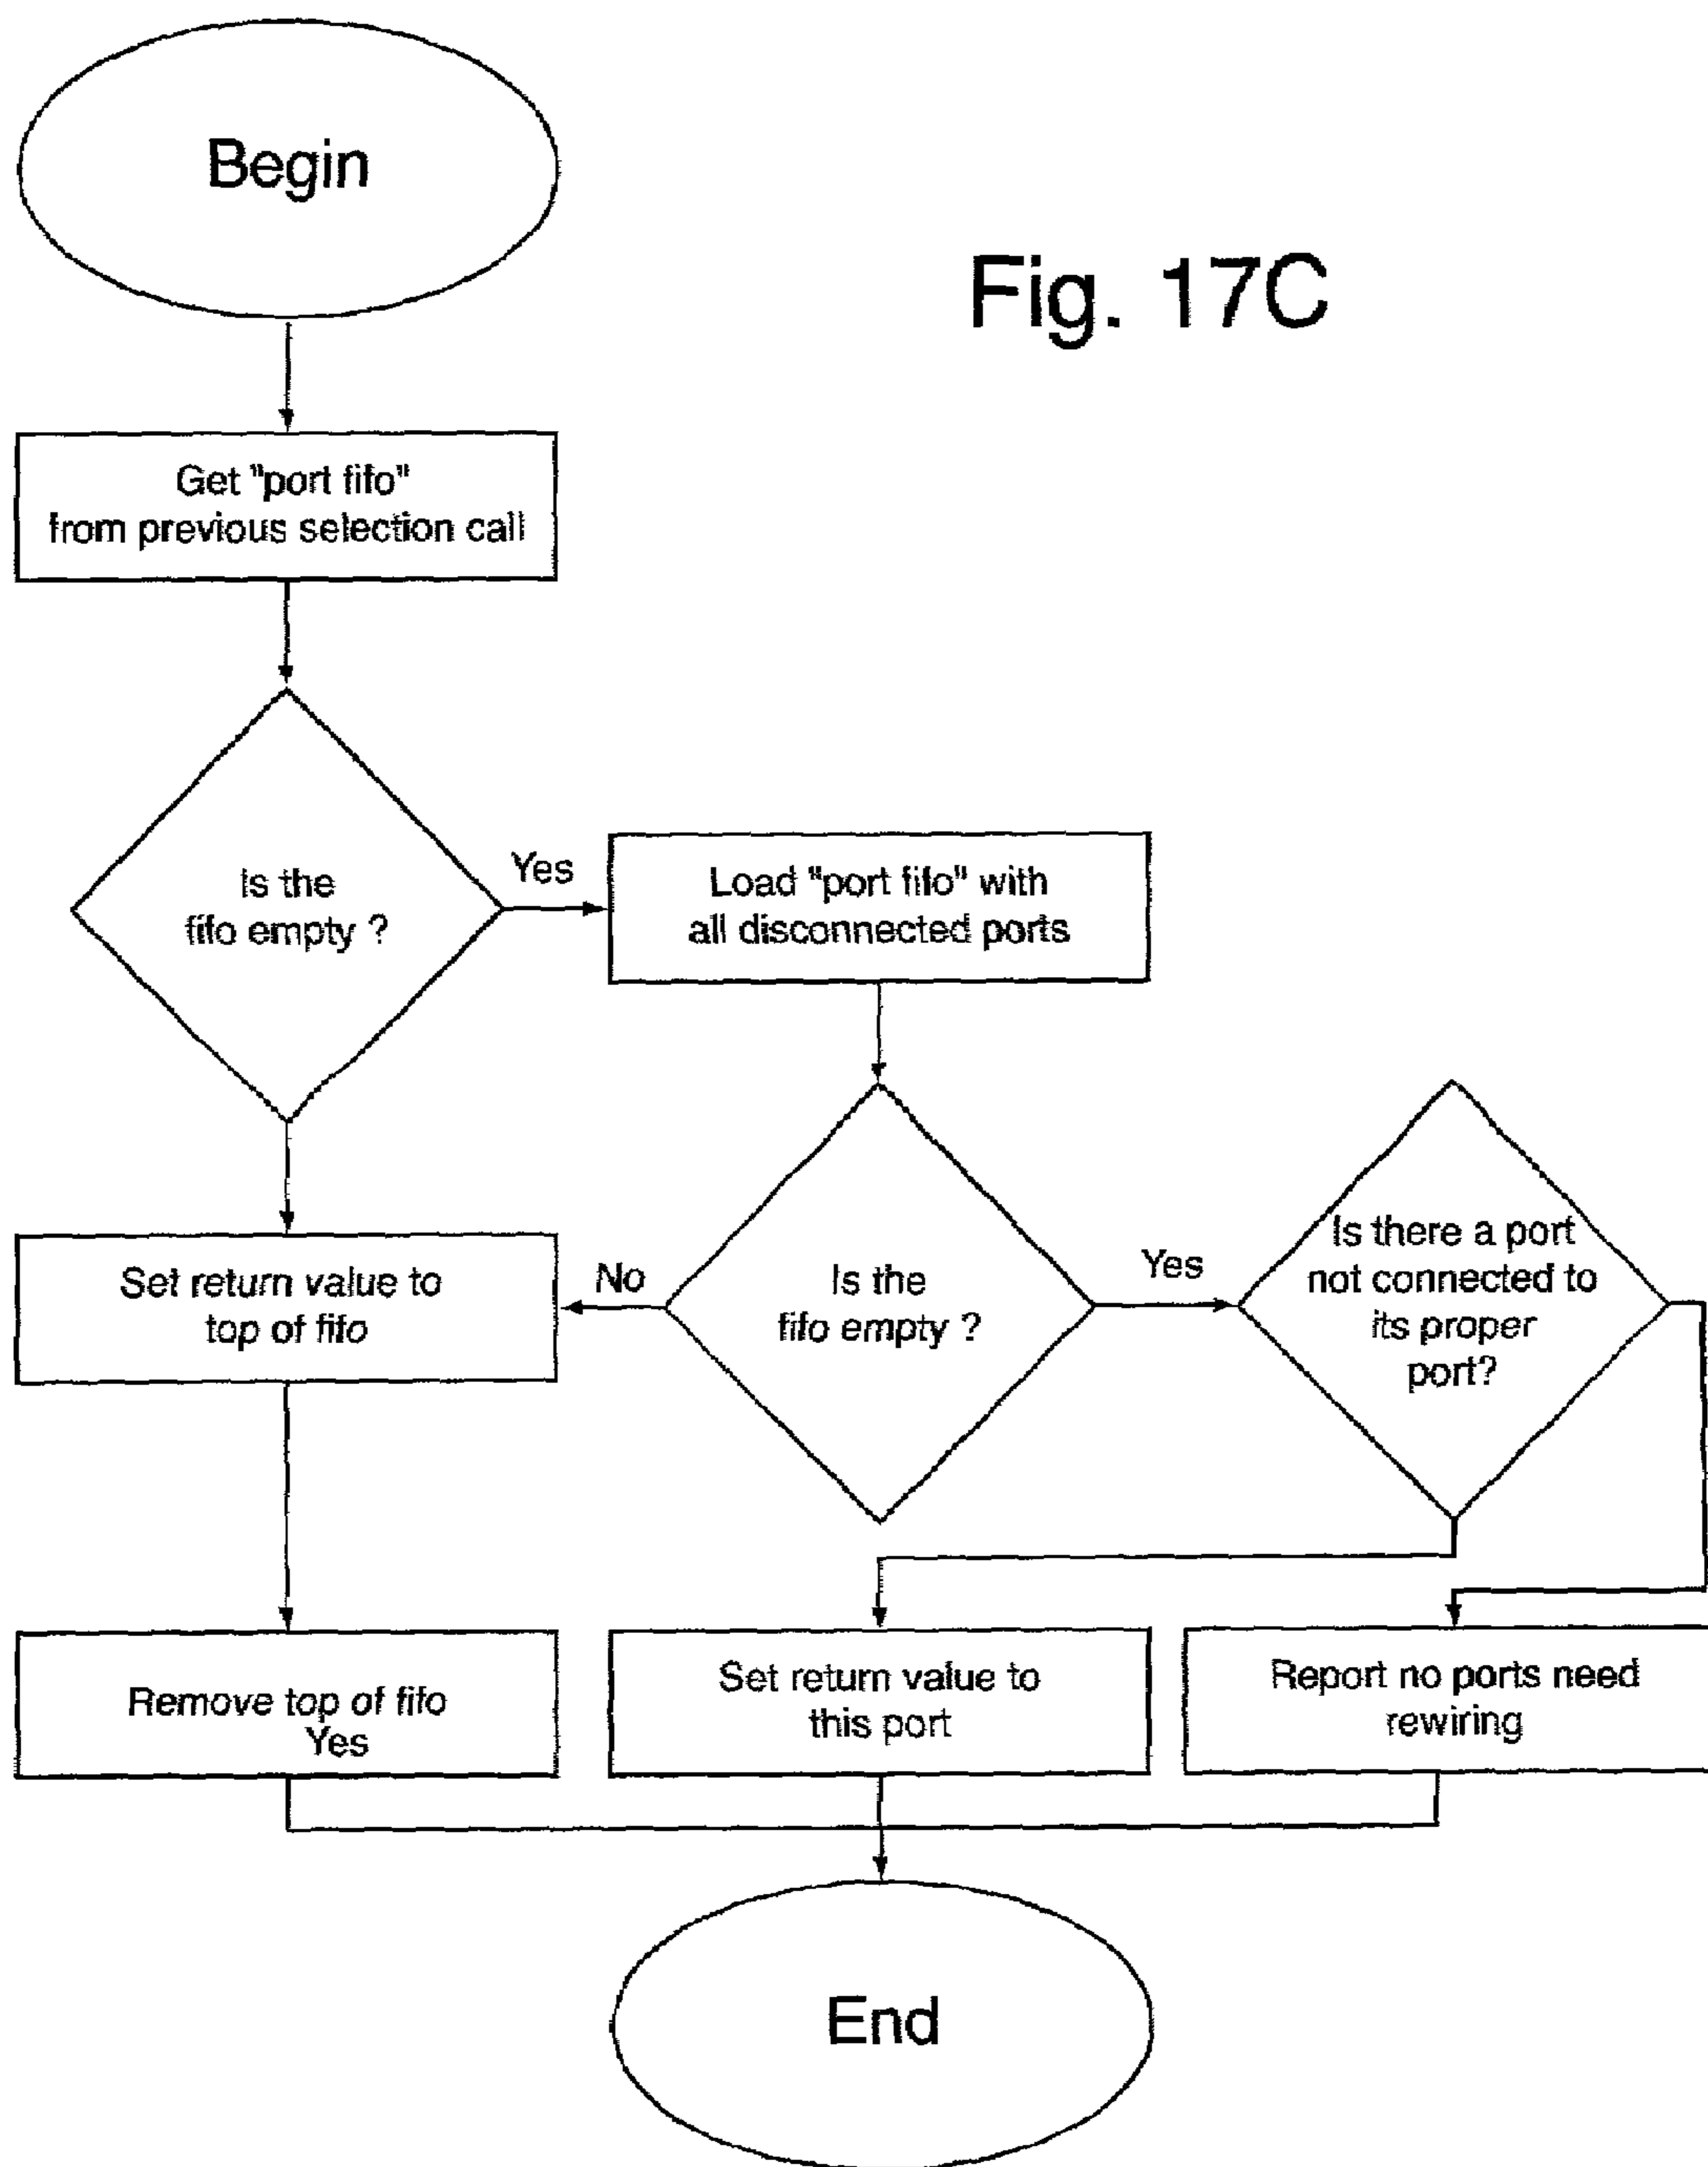 Begin
Fig. 17C
Get "port fifo"
from previous selection call
Is the
fifo empty ?
Yes
Load "port fifo" with
all disconnected ports
Set return value to
top of fifo
No
Is the
fifo empty ?
Yes
Is there a port
not connected to
its proper
port?
Remove top of fifo
Yes
Set return value to
this port
Report no ports need
rewiring
End